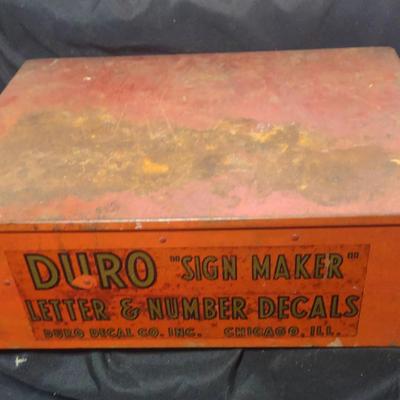 DURO "SIGN MAKER"
LETTER & NUMBER DECALS
DURO DECAL CO. INC. CHICAGO, ILL.